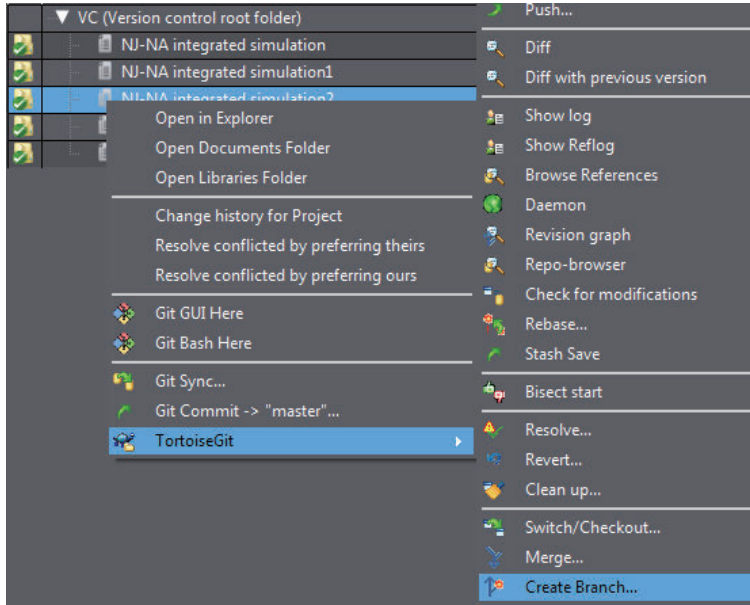 VC (Version control root folder)
NJ-NA integrated simulation
NJ-NA integrated simulation1
NJ-NA integrated simulation2
Open in Explorer
Open Documents Folder
Open Libraries Folder
Change history for Project
Resolve conflicted by preferring theirs
Resolve conflicted by preferring ours
Git GUI Here
Git Bash Here
Git Sync...
Git Commit -> "master"...
TortoiseGit
Push...
Diff
Diff with previous version
Show log
Show Reflog
Browse References
Daemon
Revision graph
Repo-browser
Check for modifications
Rebase...
Stash Save
Bisect start
Resolve...
Revert...
Clean up...
Switch/Checkout...
Merge...
Create Branch...